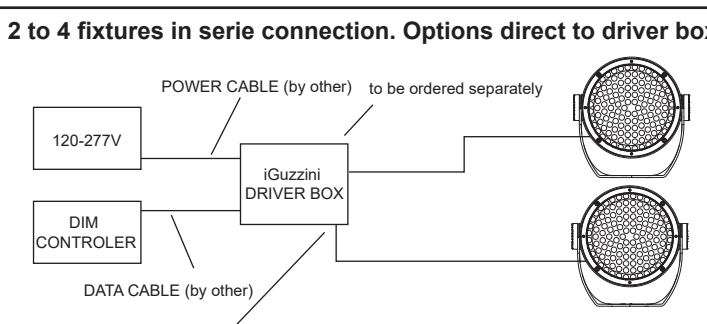 2 to 4 fixtures in serie connection. Options direct to driver box
POWER CABLE (by other)
to be ordered separately
120-277V
iGuzzini
DRIVER BOX
DIM
CONTROLER
DATA CABLE (by other)